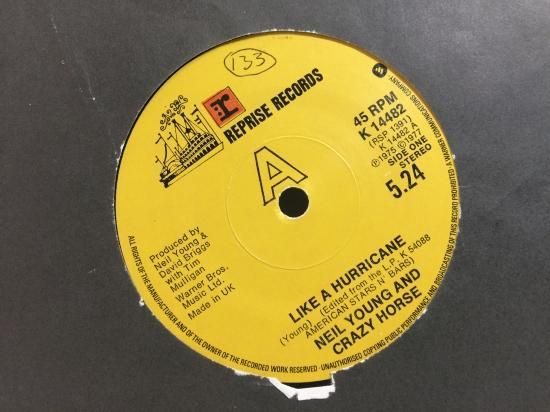 133
r
REPRISE RECORDS
A
45 RPM
K 14482
(RSP 1391)
K 14482 A
℗1975 ©1977
SIDE ONE
STEREO
5.24
Produced by
Neil Young &
David Briggs
with Tim
Mulligan
Warner Bros.
Music Ltd.
Made in UK
LIKE A HURRICANE
(Young) (Edited from the L.P. K 54088
AMERICAN STARS N' BARS)
NEIL YOUNG AND
CRAZY HORSE
ALL RIGHTS OF THE MANUFACTURER AND OF THE OWNER OF THE RECORDED WORK RESERVED · UNAUTHORISED COPYING PUBLIC PERFORMANCE AND BROADCASTING OF THIS RECORD PROHIBITED
A WARNER COMMUNICATIONS COMPANY